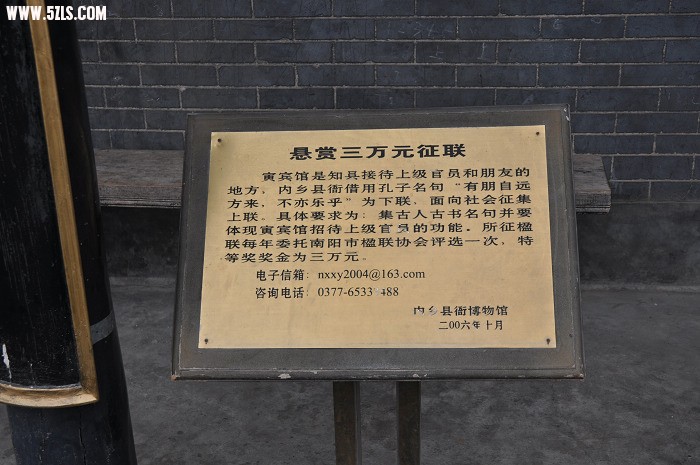 WWW.5ZLS.COM
悬赏三万元征联
寅宾馆是知县接待上级官员和朋友的
地方，内乡县衙借用孔子名句“有朋自远
方来，不亦乐乎”为下联，面向社会征集
上联。具体要求为：集古人古书名句并要
体现寅宾馆招待上级官员的功能。所征楹
联每年委托南阳市楹联协会评选一次，特
等奖奖金为三万元。
电子信箱：nxxy2004@163.com
咨询电话：0377-6533 488
内乡县衙博物馆
二00六年十月